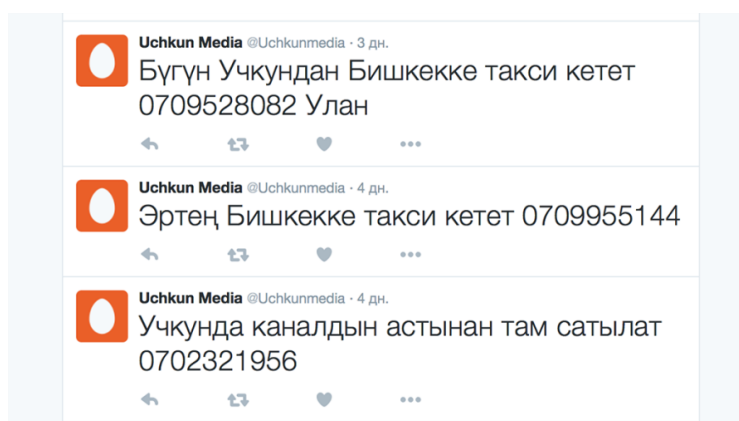 Uchkun Media @Uchkunmedia · 3 дн.
Бүгүн Учкундан Бишкекке такси кетет
0709528082 Улан
Uchkun Media @Uchkunmedia · 4 дн.
Эртең Бишкекке такси кетет 0709955144
Uchkun Media @Uchkunmedia · 4 дн.
Учкунда каналдын астынан там сатылат
0702321956